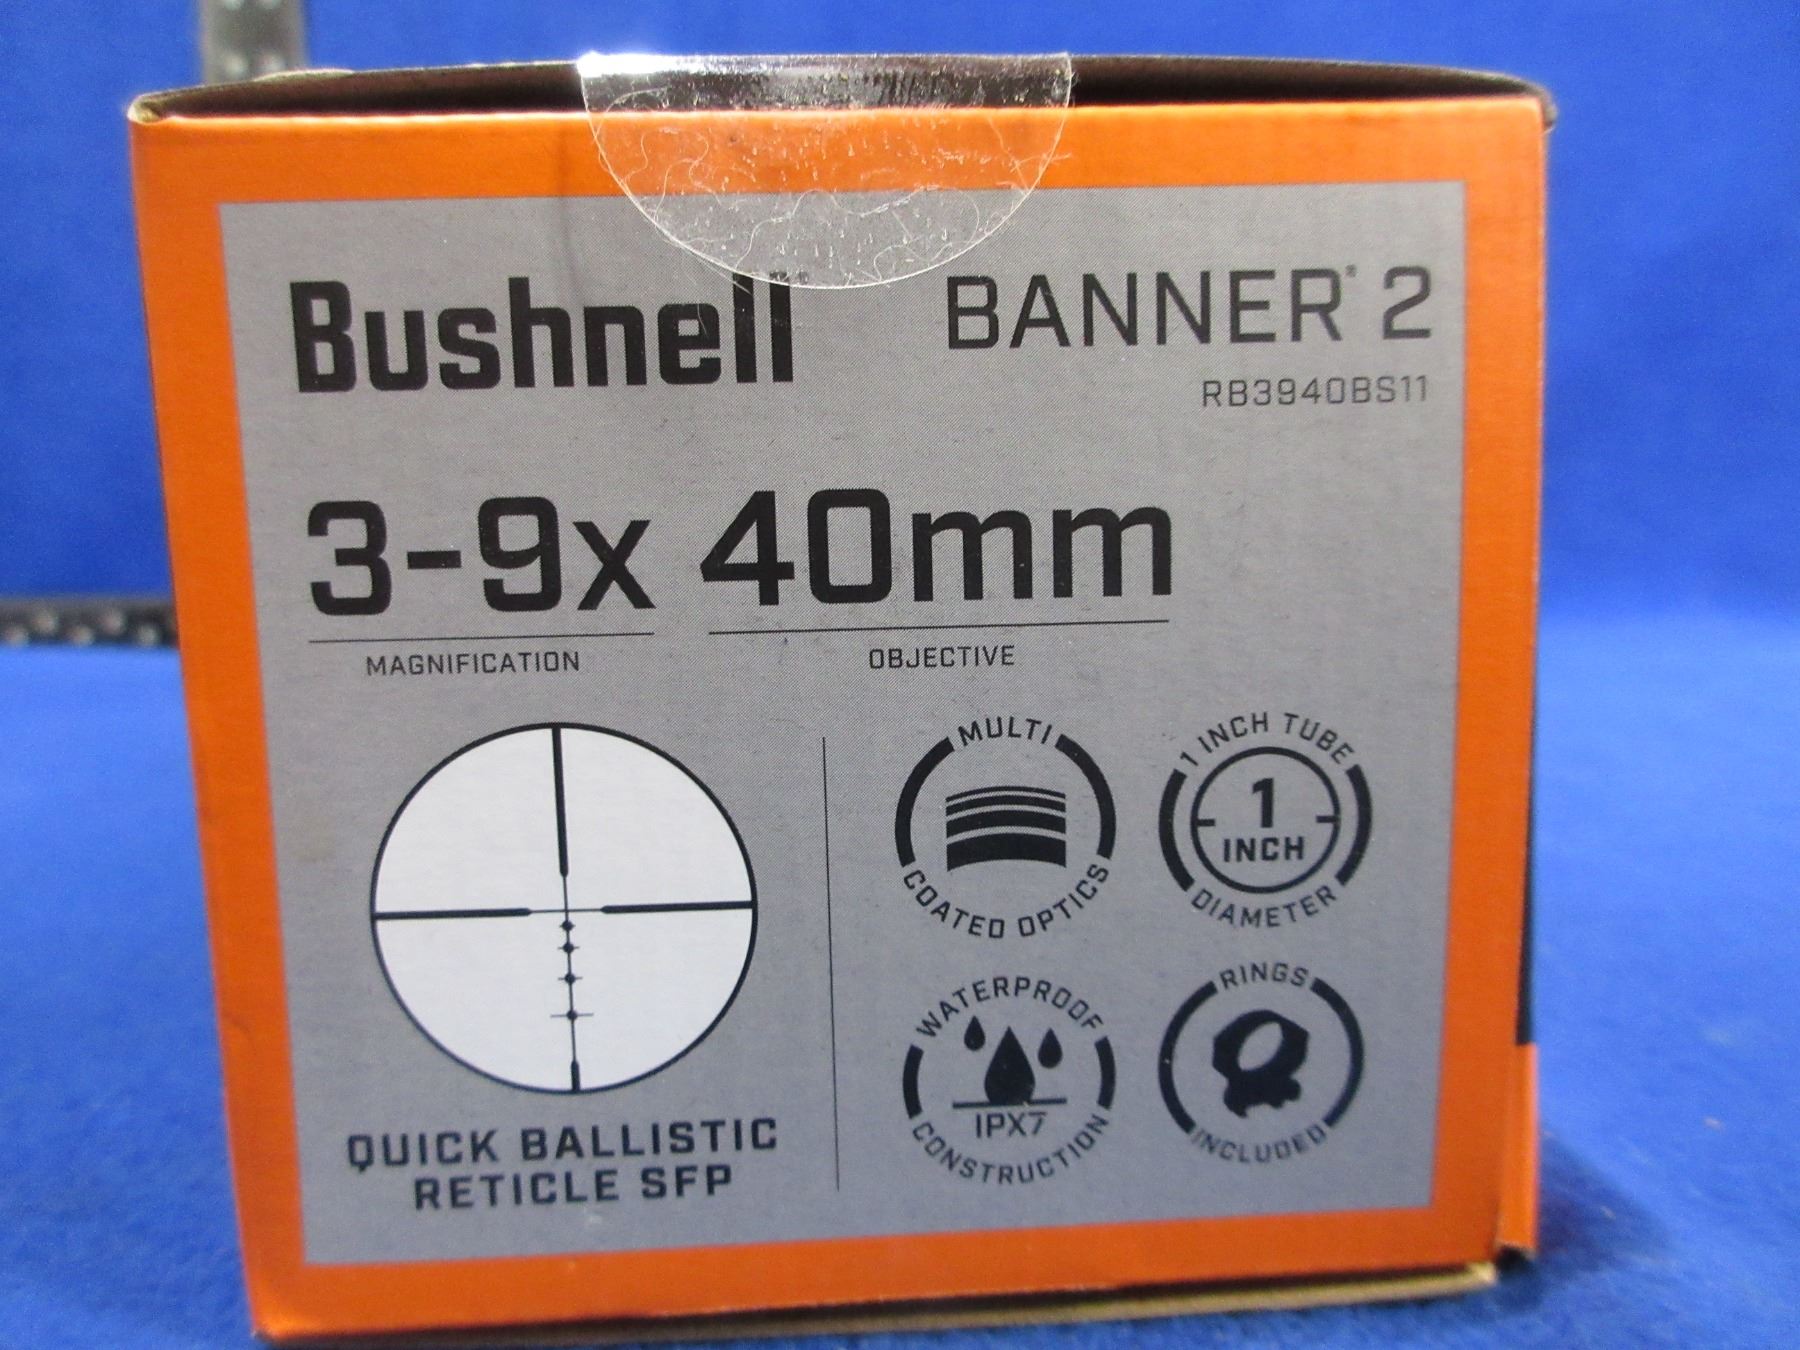 Bushnell
BANNER® 2
RB3940BS11
3-9x 40mm
MAGNIFICATION
OBJECTIVE
QUICK BALLISTIC
RETICLE SFP
MULTI
COATED OPTICS
1 INCH TUBE
1
INCH
DIAMETER
WATERPROOF
IPX7
CONSTRUCTION
RINGS
INCLUDED